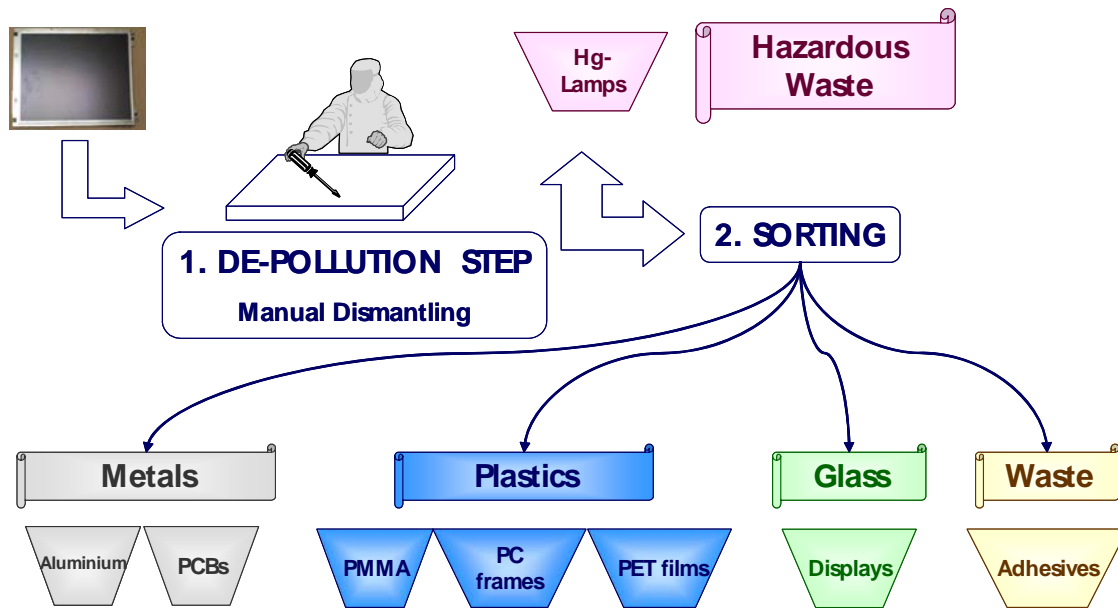 Hg-
Lamps
Hazardous
Waste
1. DE-POLLUTION STEP
Manual Dismantling
2. SORTING
Metals
Plastics
Glass
Waste
Aluminium
PCBs
PMMA
PC
frames
PET films
Displays
Adhesives